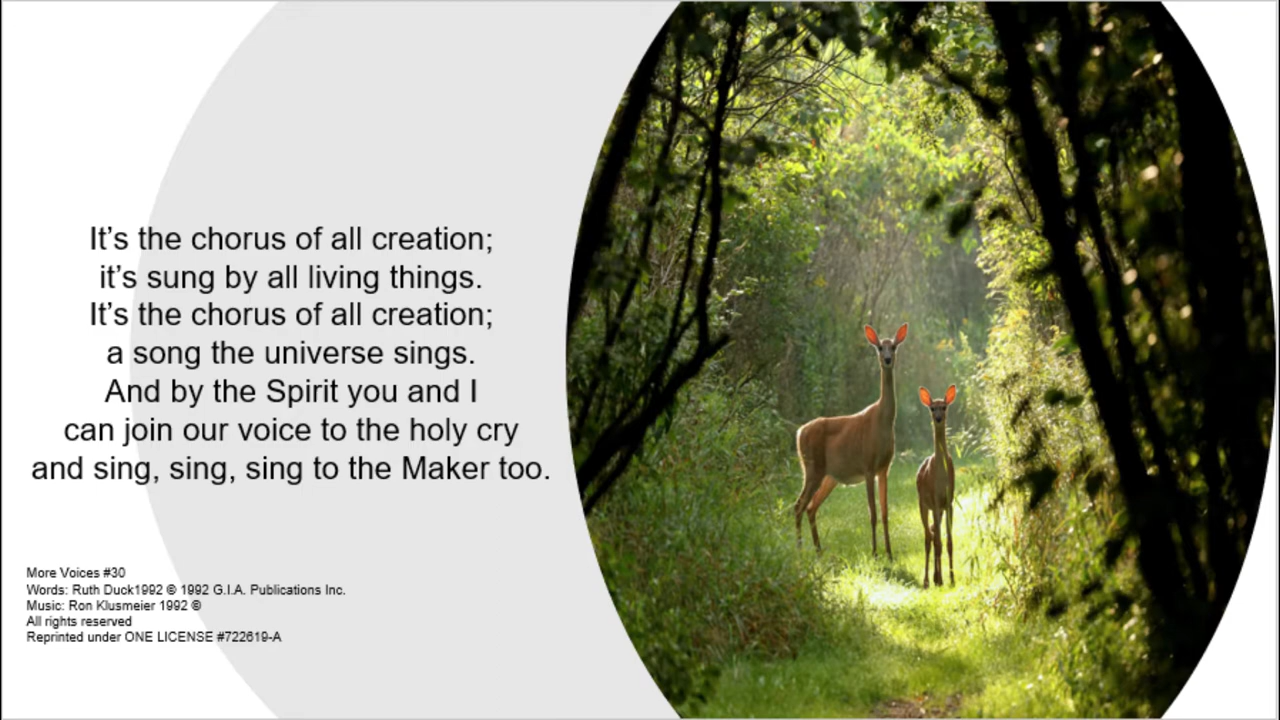 It’s the chorus of all creation;
it’s sung by all living things.
It’s the chorus of all creation;
a song the universe sings.
And by the Spirit you and I
can join our voice to the holy cry
and sing, sing, sing to the Maker too.
More Voices #30
Words: Ruth Duck1992 © 1992 G.I.A. Publications Inc.
Music: Ron Klusmeier 1992 ©
All rights reserved
Reprinted under ONE LICENSE #722619-A